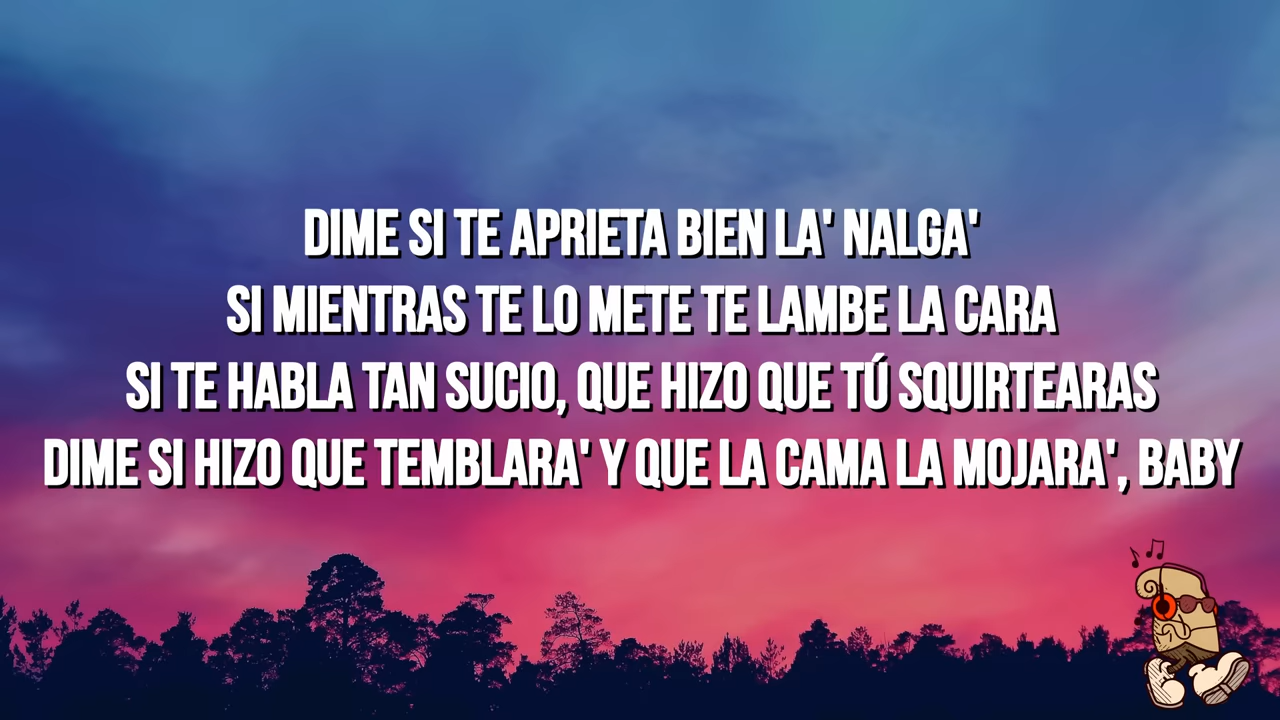 DIME SI TE APRIETA BIEN LA' NALGA'
SI MIENTRAS TE LO METE TE LAMBE LA CARA
SI TE HABLA TAN SUCIO, QUE HIZO QUE TÚ SQUIRTEARAS
DIME SI HIZO QUE TEMBLARA' Y QUE LA CAMA LA MOJARA', BABY